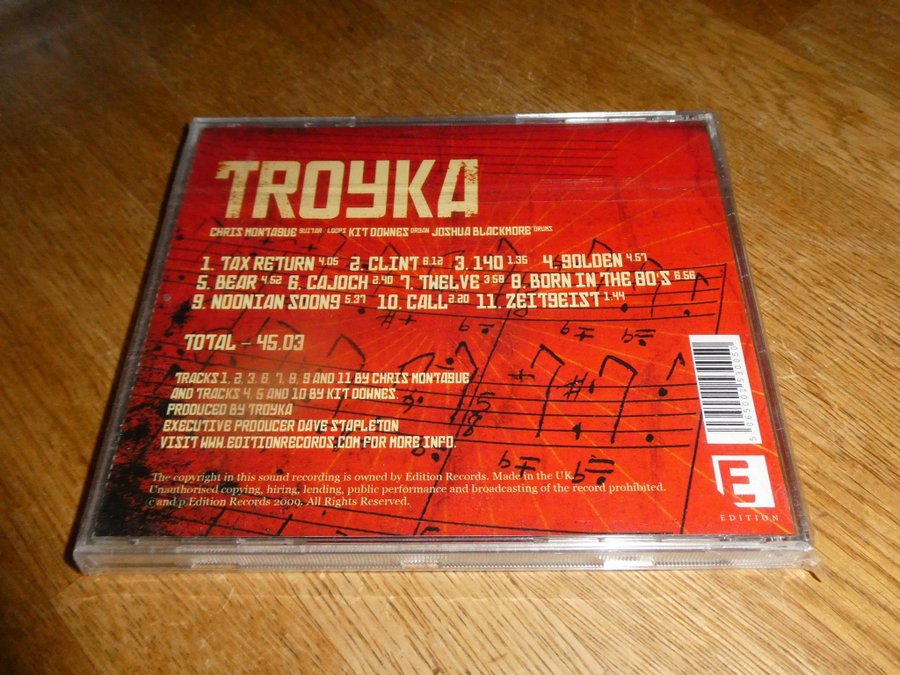 TROYKA
CHRIS MONTAGUE GUITAR LOOPS KIT DOWNES ORGAN JOSHUA BLACKMORE DRUMS
1. TAX RETURN 4.05 2. CLINT 6.12 3. 140 1.35 4. GOLDEN 4.57
5. BEAR 4.52 6. CAJOCH 2.40 7. TWELVE 3.58 8. BORN IN THE 80'S 6.56
9. NOONIAN SOONG 5.37 10. CALL 2.20 11. ZEITGEIST 1.44
TOTAL - 45.03
TRACKS 1, 2, 3, 6, 7, 8, 9 AND 11 BY CHRIS MONTAGUE
AND TRACKS 4, 5 AND 10 BY KIT DOWNES.
PRODUCED BY TROYKA
EXECUTIVE PRODUCER DAVE STAPLETON
VISIT WWW.EDITIONRECORDS.COM FOR MORE INFO.
The copyright in this sound recording is owned by Edition Records. Made in the UK.
Unauthorised copying, hiring, lending, public performance and broadcasting of the record prohibited.
c and p Edition Records 2009. All Rights Reserved.
5 065001 530050
E
EDITION